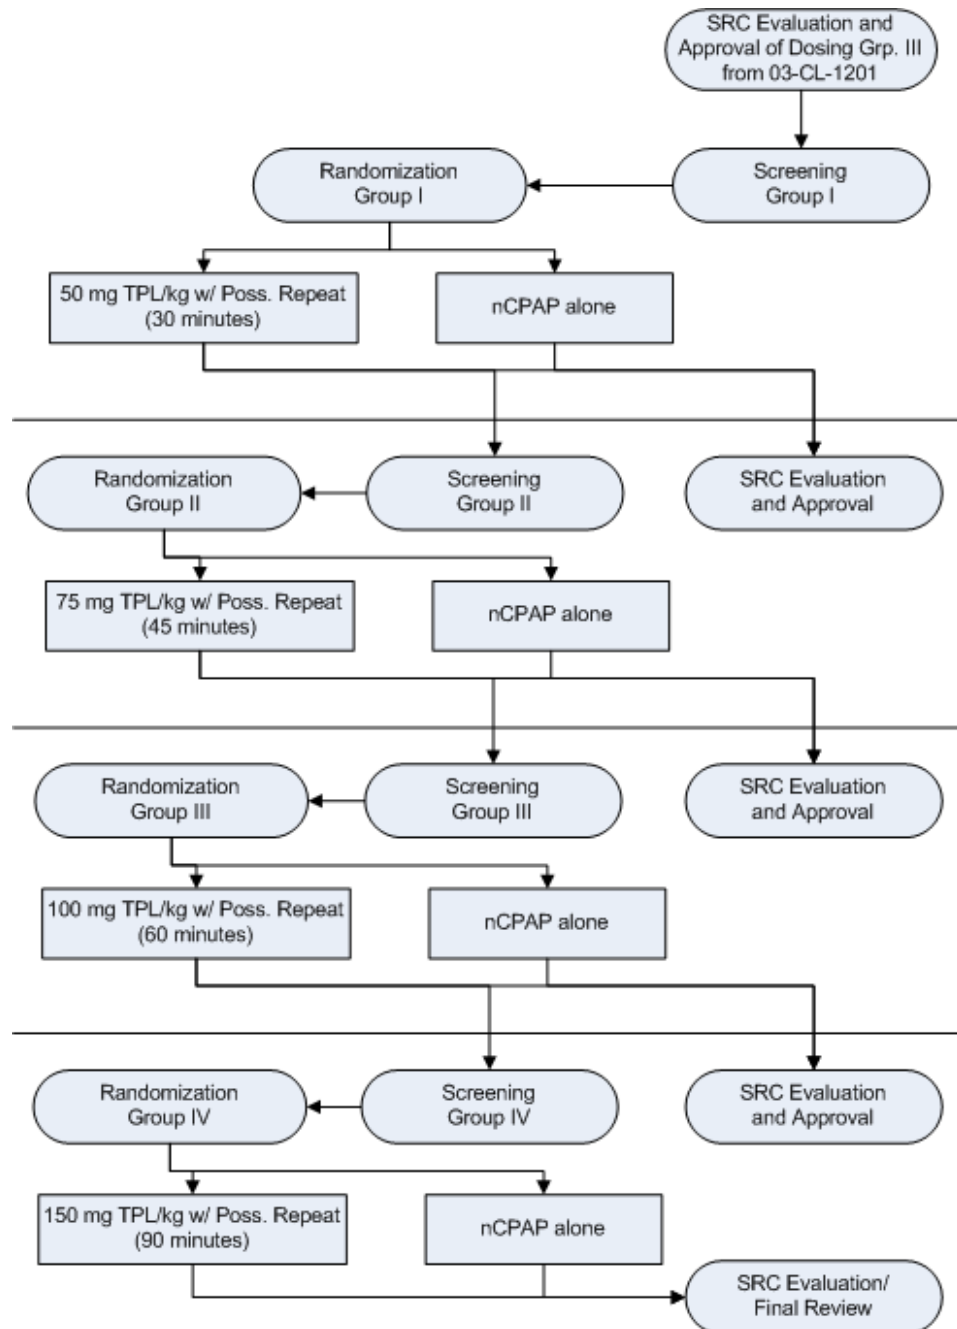 SRC Evaluation and
Approval of Dosing Grp. III
from 03-CL-1201
Randomization
Group I
Screening
Group I
50 mg TPL/kg w/ Poss. Repeat
(30 minutes)
nCPAP alone
Randomization
Group II
Screening
Group II
SRC Evaluation
and Approval
75 mg TPL/kg w/ Poss. Repeat
(45 minutes)
nCPAP alone
Randomization
Group III
Screening
Group III
SRC Evaluation
and Approval
100 mg TPL/kg w/ Poss. Repeat
(60 minutes)
nCPAP alone
Randomization
Group IV
Screening
Group IV
SRC Evaluation
and Approval
150 mg TPL/kg w/ Poss. Repeat
(90 minutes)
nCPAP alone
SRC Evaluation/
Final Review